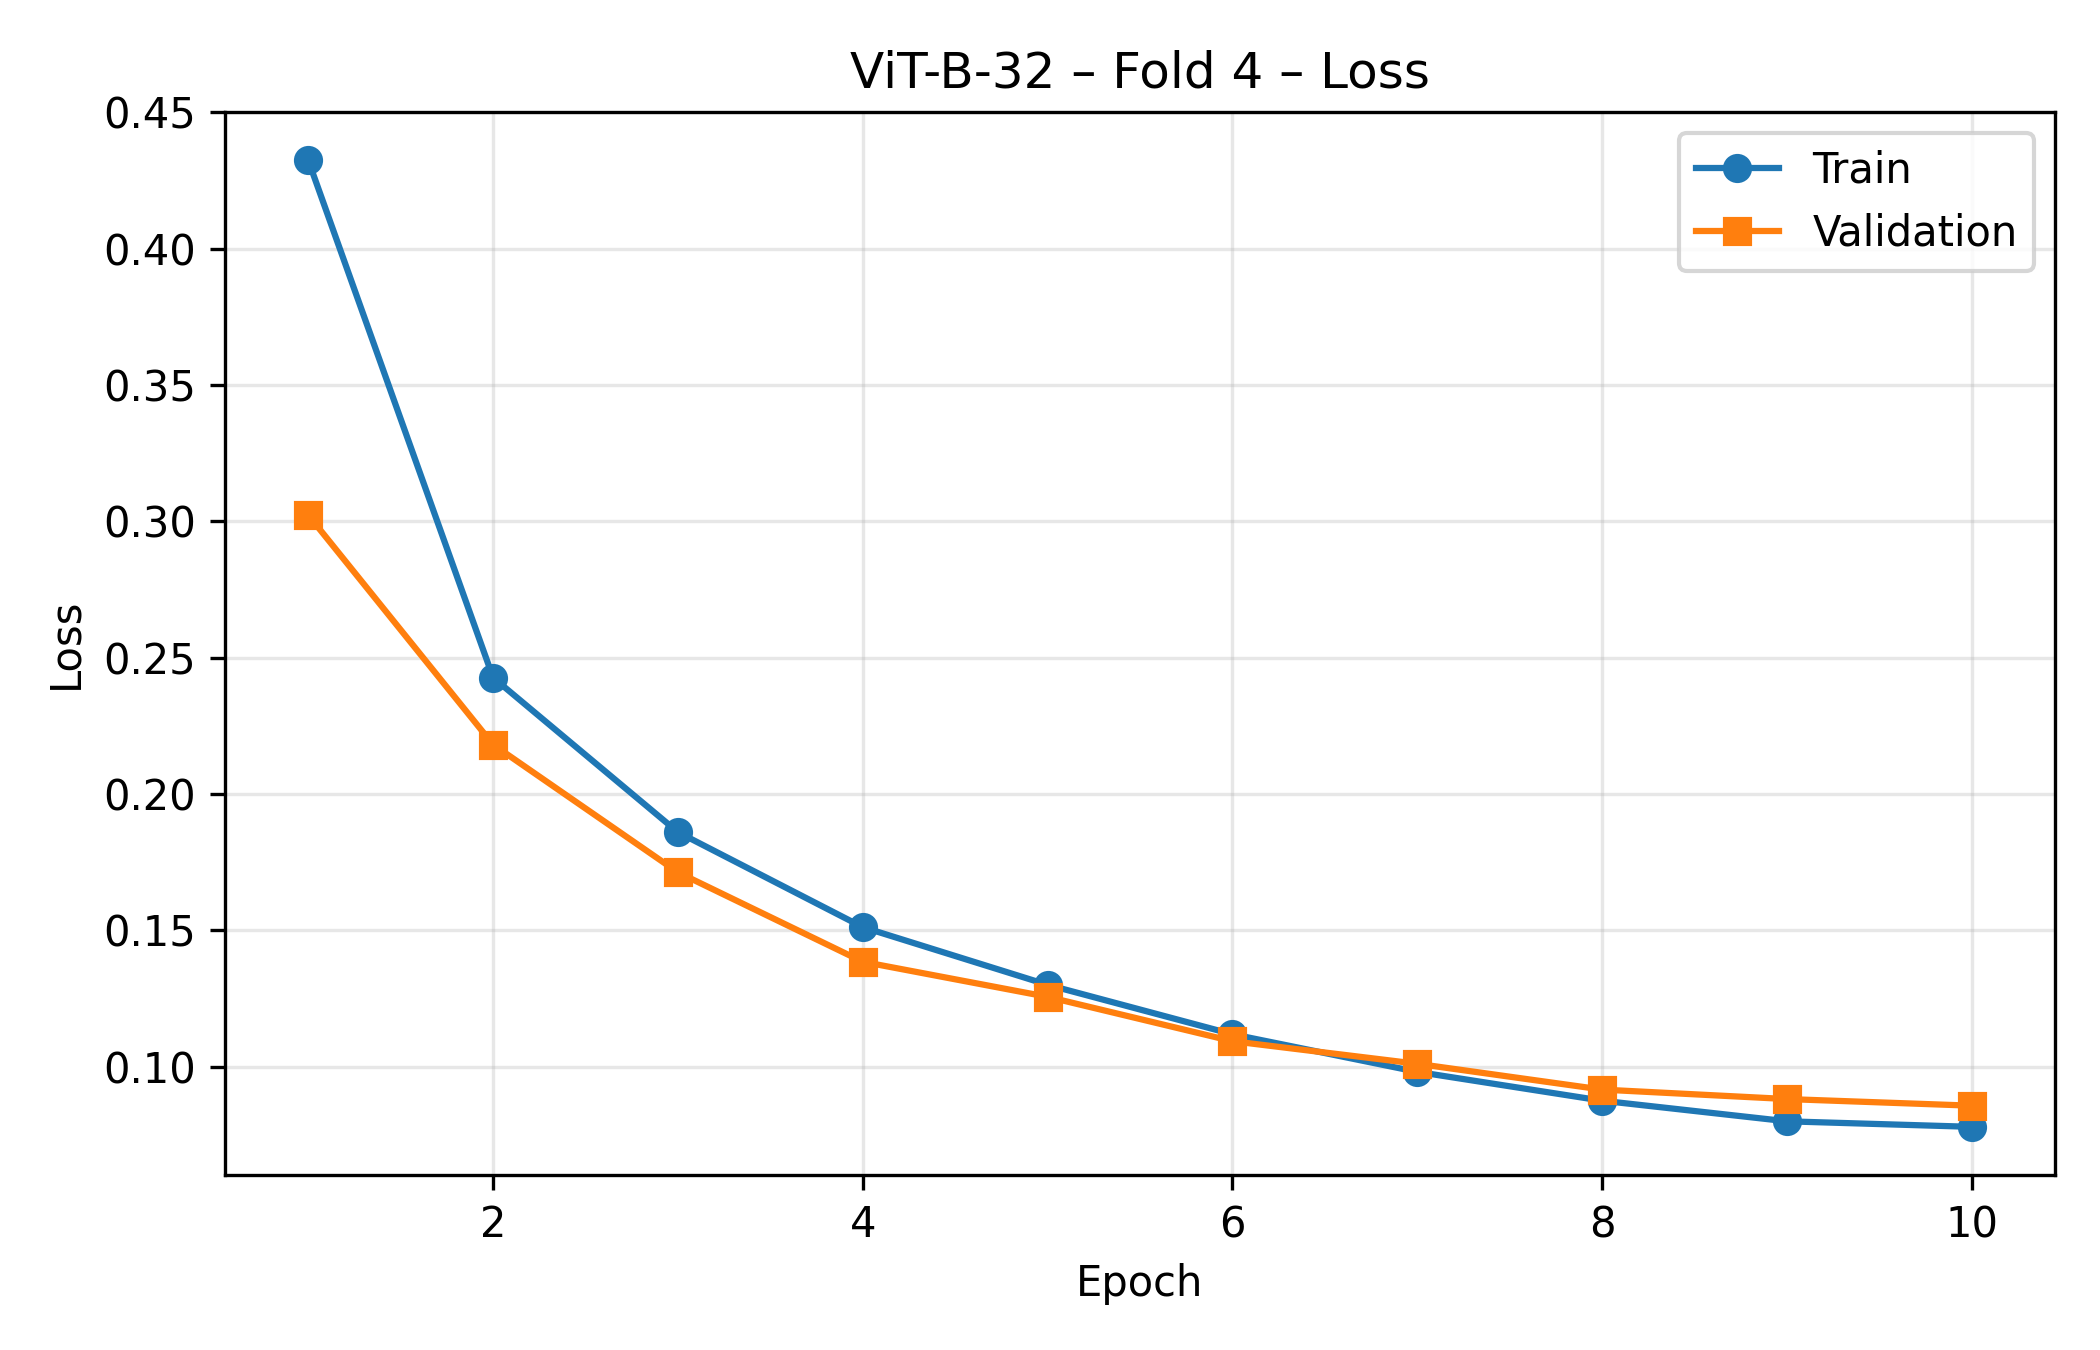 ViT-B-32 – Fold 4 – Loss
Train
Validation
Loss
0.45
0.40
0.35
0.30
0.25
0.20
0.15
0.10
2 4 6 8 10
Epoch